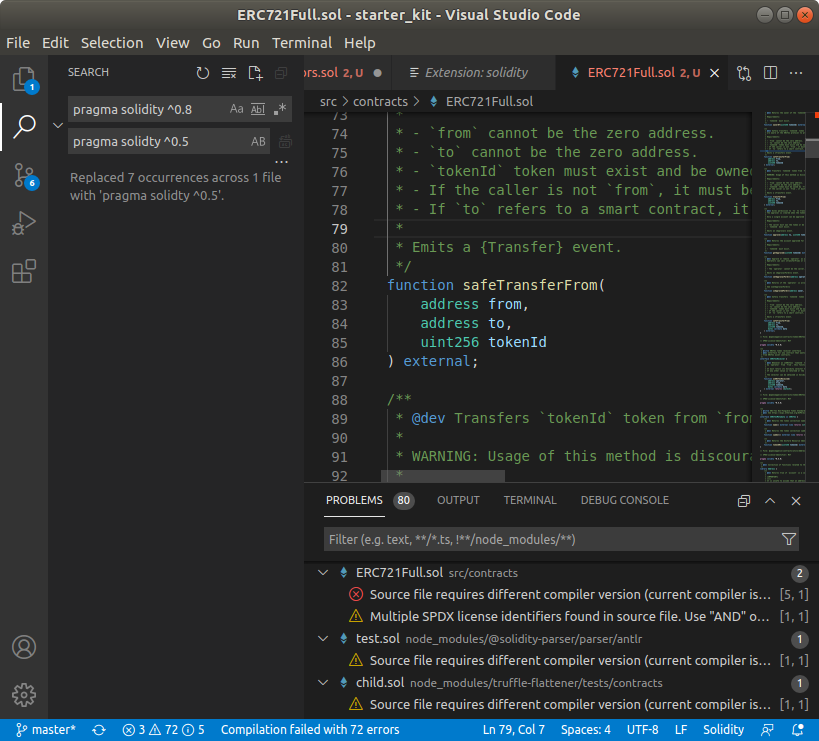 ERC721Full.sol - starter_kit - Visual Studio Code
File Edit Selection View Go Run Terminal Help
SEARCH
ors.sol 2, U
Extension: solidity
ERC721Full.sol 2, U
1
pragma solidity ^0.8
Aa Abl .*
pragma solidty ^0.5
AB
...
Replaced 7 occurrences across 1 file
with 'pragma solidty ^0.5'.
6
src > contracts > ERC721Full.sol
73 *
74 * - `from` cannot be the zero address.
75 * - `to` cannot be the zero address.
76 * - `tokenId` token must exist and be owne
77 * - If the caller is not `from`, it must b
78 * - If `to` refers to a smart contract, it
79 *
80 * Emits a {Transfer} event.
81 */
82 function safeTransferFrom(
83 address from,
84 address to,
85 uint256 tokenId
86 ) external;
87
88 /**
89 * @dev Transfers `tokenId` token from `fro
90 *
91 * WARNING: Usage of this method is discour
92 *
PROBLEMS 80 OUTPUT TERMINAL DEBUG CONSOLE
Filter (e.g. text, **/*.ts, !**/node_modules/**)
ERC721Full.sol src/contracts 2
Source file requires different compiler version (current compiler is... [5, 1]
Multiple SPDX license identifiers found in source file. Use "AND" o... [1, 1]
test.sol node_modules/@solidity-parser/parser/antlr 1
Source file requires different compiler version (current compiler is... [1, 1]
child.sol node_modules/truffle-flattener/tests/contracts 1
Source file requires different compiler version (current compiler is... [1, 1]
master* 3 72 5 Compilation failed with 72 errors Ln 79, Col 7 Spaces: 4 UTF-8 LF Solidity